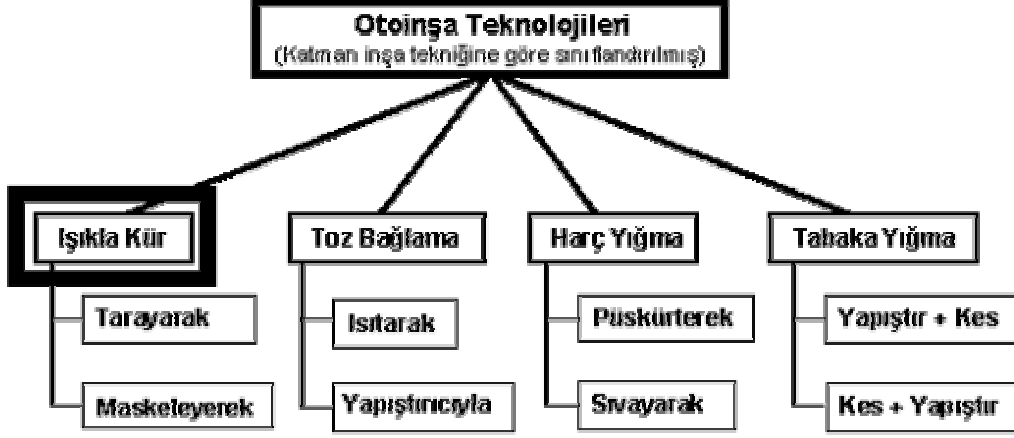 Otoinşa Teknolojileri
(Katman inşa tekniğine göre sınıflandırılmış)
Işıkla Kür
Toz Bağlama
Harç Yığma
Tabaka Yığma
Tarayarak
Isıtarak
Püskürterek
Yapıştır + Kes
Maskeleyerek
Yapıştırıcıyla
Sıvayarak
Kes + Yapıştır